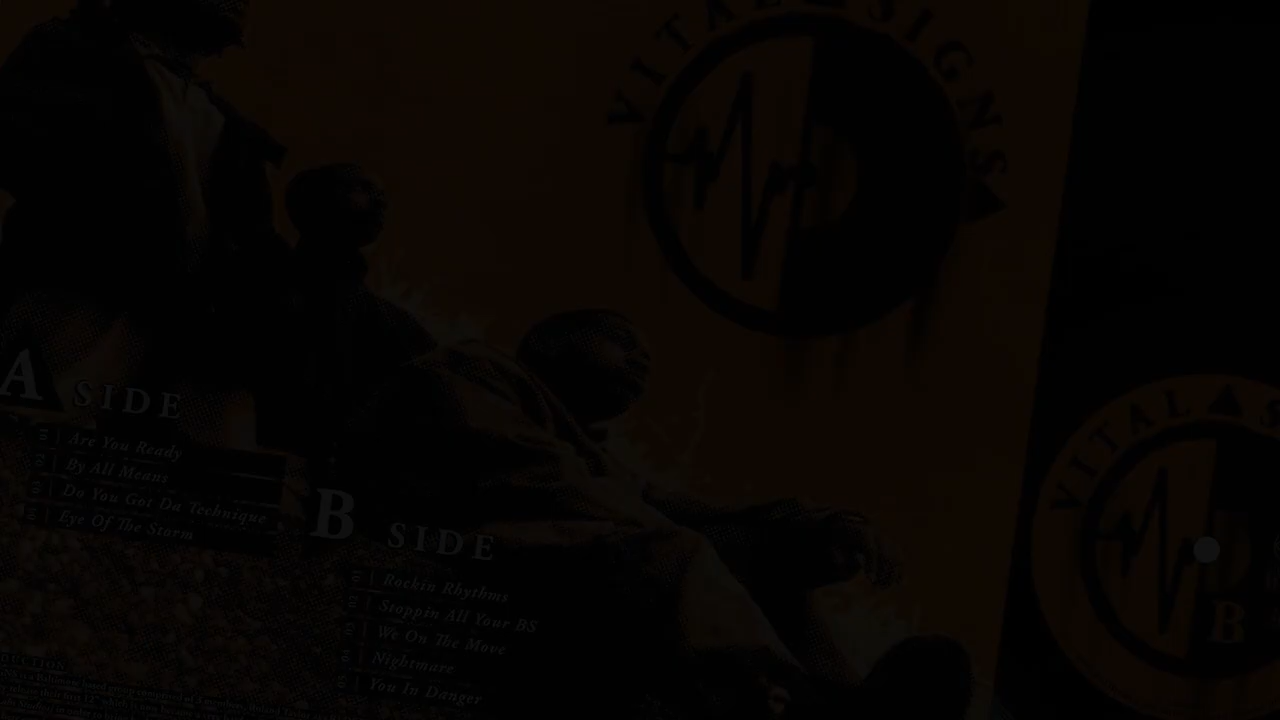 VITAL SIGNS
A SIDE
Are You Ready
By All Means
Do You Got Da Technique
Eye Of The Storm
B SIDE
Rockin Rhythms
Stoppin All Your BS
We On The Move
Nightmare
You In Danger
VITAL S
B